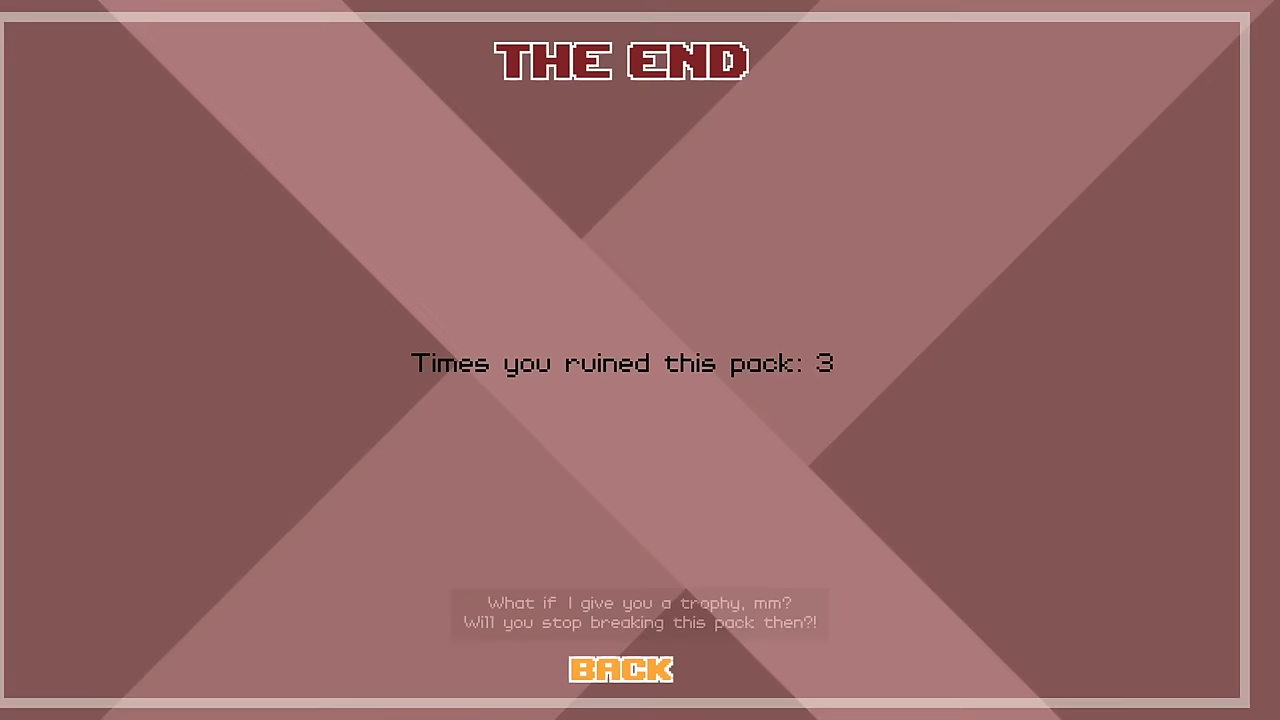 THE END
Times you ruined this pack: 3
What if I give you a trophy, mm?
Will you stop breaking this pack then?!
BACK